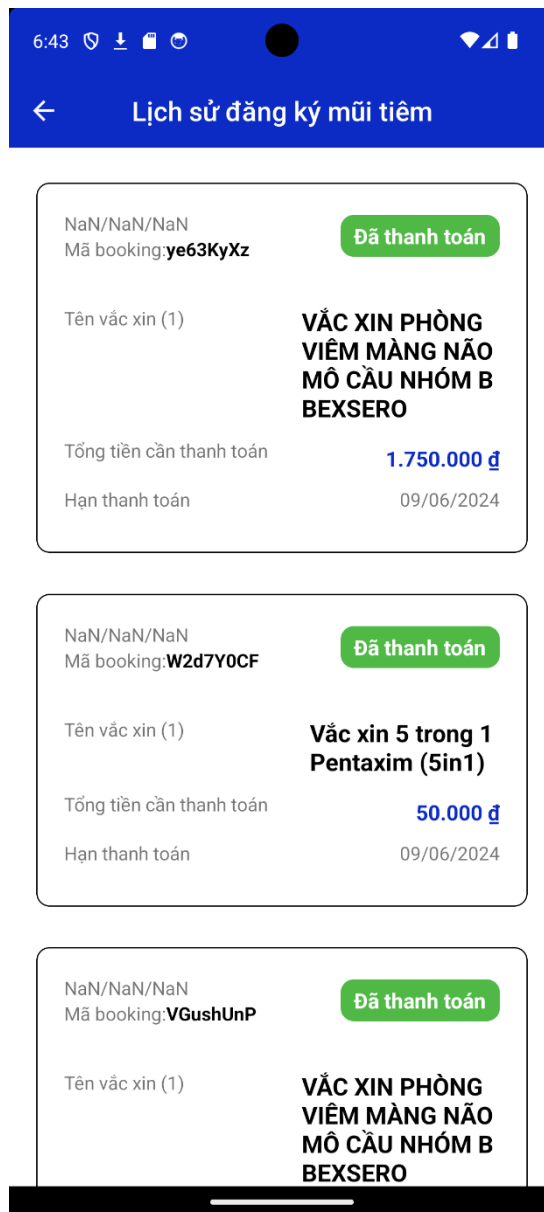 6:43
Lịch sử đăng ký mũi tiêm
NaN/NaN/NaN
Mã booking:ye63KyXz
Đã thanh toán
Tên vắc xin (1)
VẮC XIN PHÒNG
VIÊM MÀNG NÃO
MÔ CẦU NHÓM B
BEXSERO
Tổng tiền cần thanh toán
1.750.000 ₫
Hạn thanh toán
09/06/2024
NaN/NaN/NaN
Mã booking:W2d7Y0CF
Đã thanh toán
Tên vắc xin (1)
Vắc xin 5 trong 1
Pentaxim (5in1)
Tổng tiền cần thanh toán
50.000 ₫
Hạn thanh toán
09/06/2024
NaN/NaN/NaN
Mã booking:VGushUnP
Đã thanh toán
Tên vắc xin (1)
VẮC XIN PHÒNG
VIÊM MÀNG NÃO
MÔ CẦU NHÓM B
BEXSERO